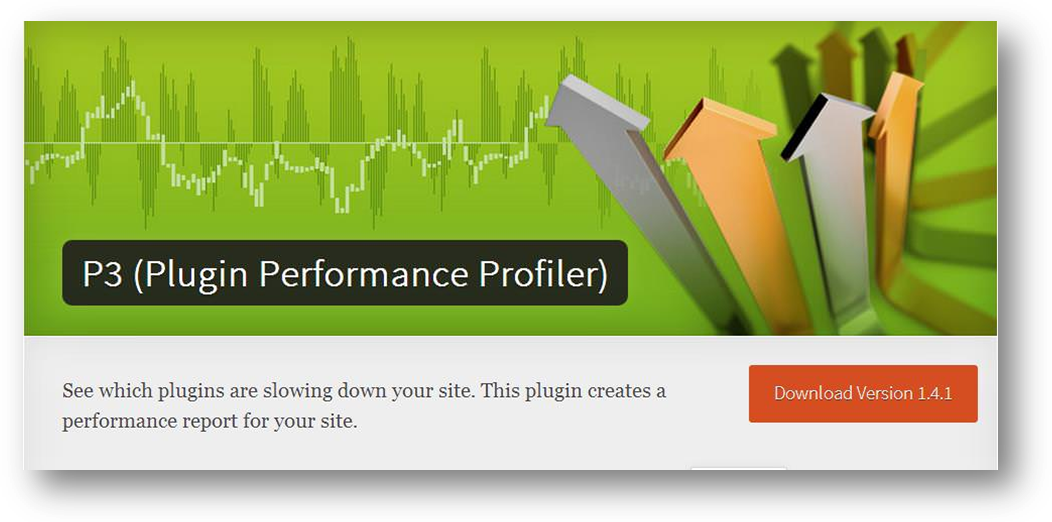 P3 (Plugin Performance Profiler)
See which plugins are slowing down your site. This plugin creates a
performance report for your site.
Download Version 1.4.1